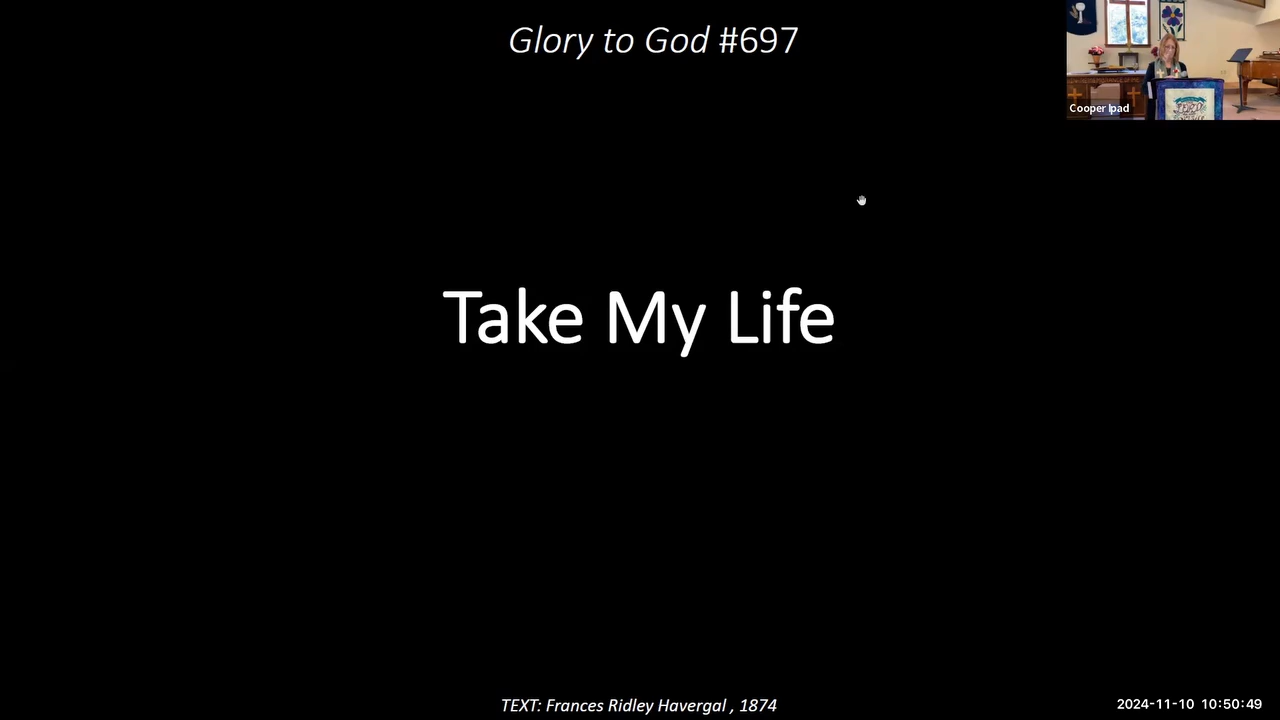 Glory to God #697
Cooper Ipad
Take My Life
TEXT: Frances Ridley Havergal , 1874
2024-11-10 10:50:49